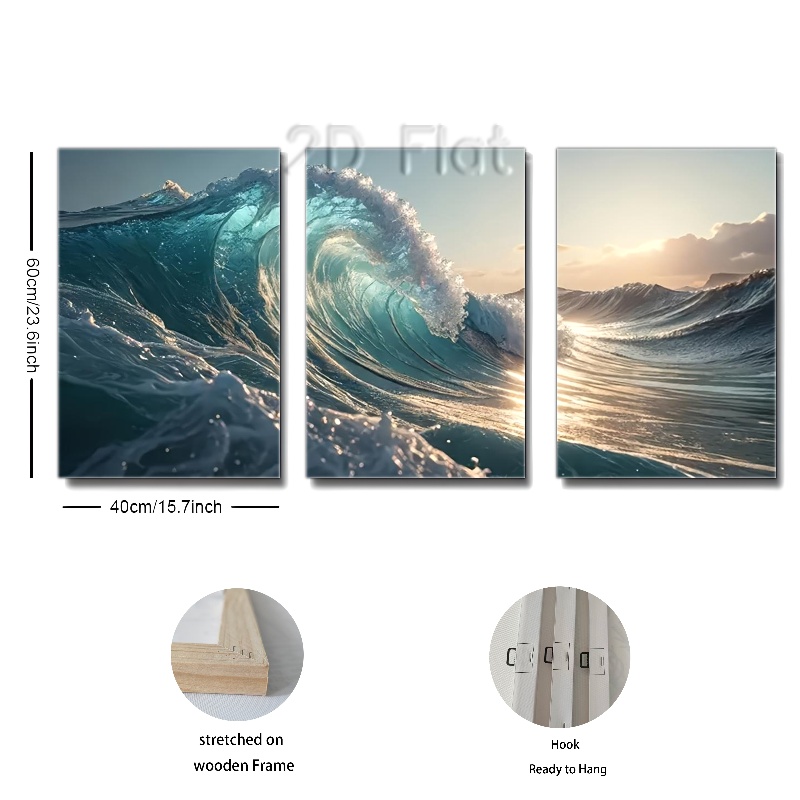 2D Flat
60cm/23.6inch
40cm/15.7inch
stretched on
wooden Frame
Hook
Ready to Hang